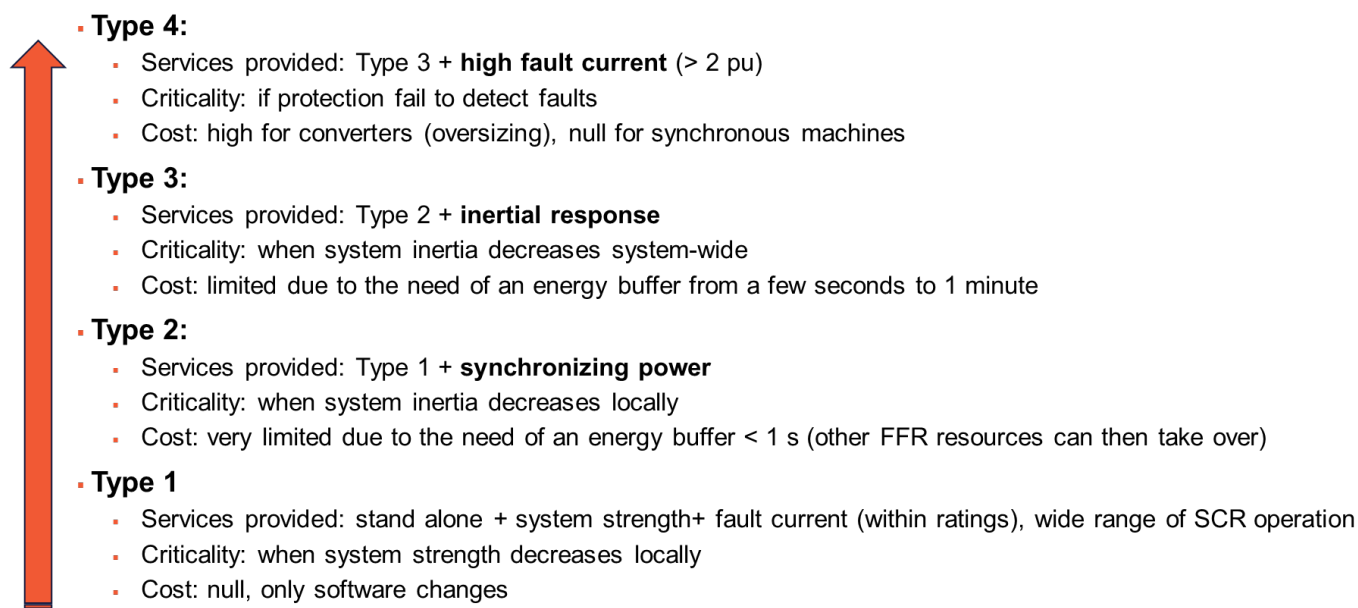 Type 4:
Services provided: Type 3 + high fault current (> 2 pu)
Criticality: if protection fail to detect faults
Cost: high for converters (oversizing), null for synchronous machines
Type 3:
Services provided: Type 2 + inertial response
Criticality: when system inertia decreases system-wide
Cost: limited due to the need of an energy buffer from a few seconds to 1 minute
Type 2:
Services provided: Type 1 + synchronizing power
Criticality: when system inertia decreases locally
Cost: very limited due to the need of an energy buffer < 1 s (other FFR resources can then take over)
Type 1
Services provided: stand alone + system strength+ fault current (within ratings), wide range of SCR operation
Criticality: when system strength decreases locally
Cost: null, only software changes